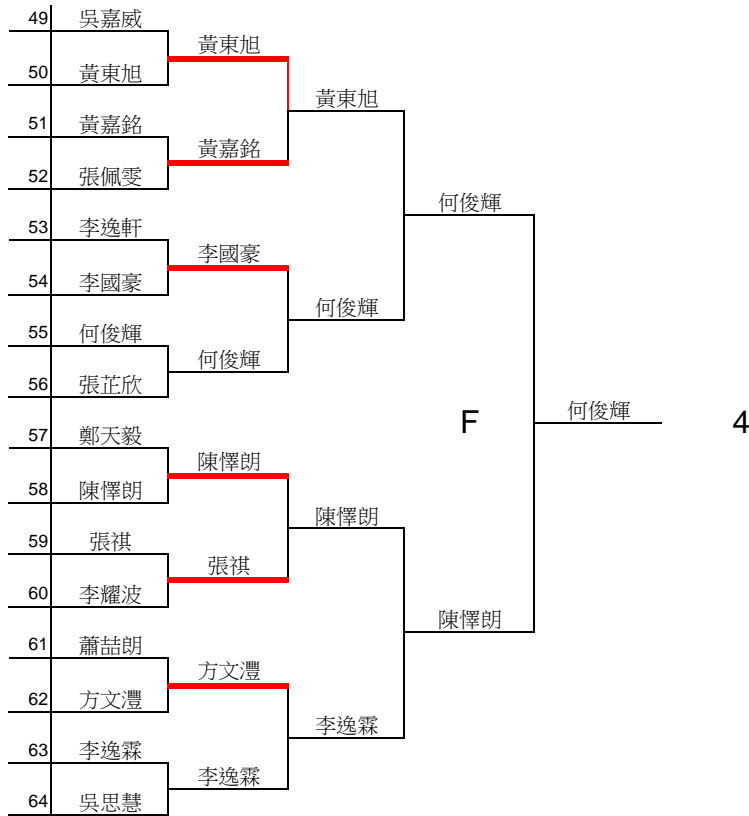 49 吳嘉威
黃東旭
50 黃東旭
黃東旭
51 黃嘉銘
黃嘉銘
52 張佩雯
何俊輝
53 李逸軒
李國豪
54 李國豪
何俊輝
55 何俊輝
何俊輝
56 張芷欣
何俊輝
F 4
57 鄭天毅
陳懌朗
58 陳懌朗
陳懌朗
59 張祺
張祺
60 李耀波
陳懌朗
61 蕭喆朗
方文灃
62 方文灃
李逸霖
63 李逸霖
李逸霖
64 吳思慧